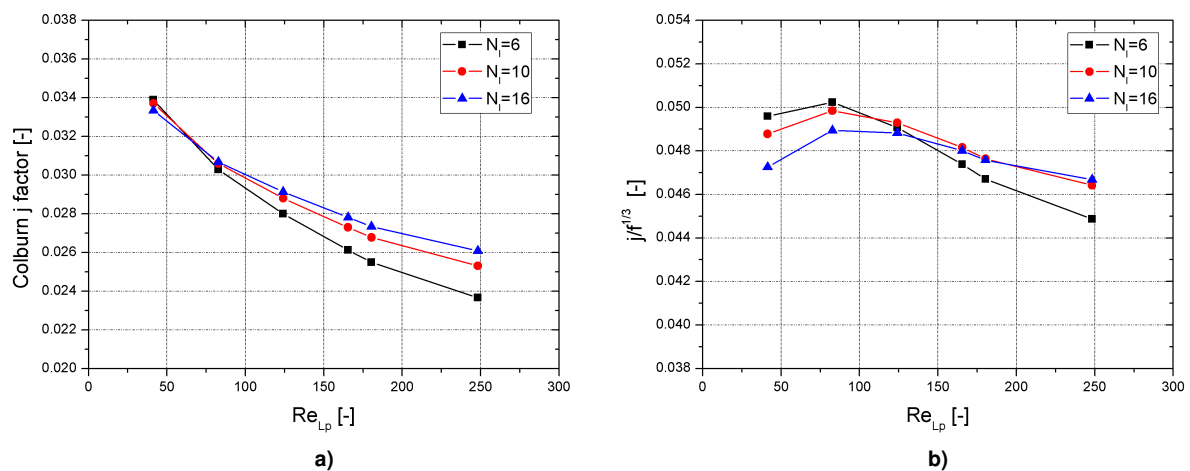 0.038
0.036
0.034
0.032
0.030
0.028
0.026
0.024
0.022
0.020
Colburn j factor [-]
N_l=6
N_l=10
N_l=16
0 50 100 150 200 250 300
Re_Lp [-]
a)
0.054
0.052
0.050
0.048
0.046
0.044
0.042
0.040
0.038
j/f^1/3 [-]
N_l=6
N_l=10
N_l=16
0 50 100 150 200 250 300
Re_Lp [-]
b)